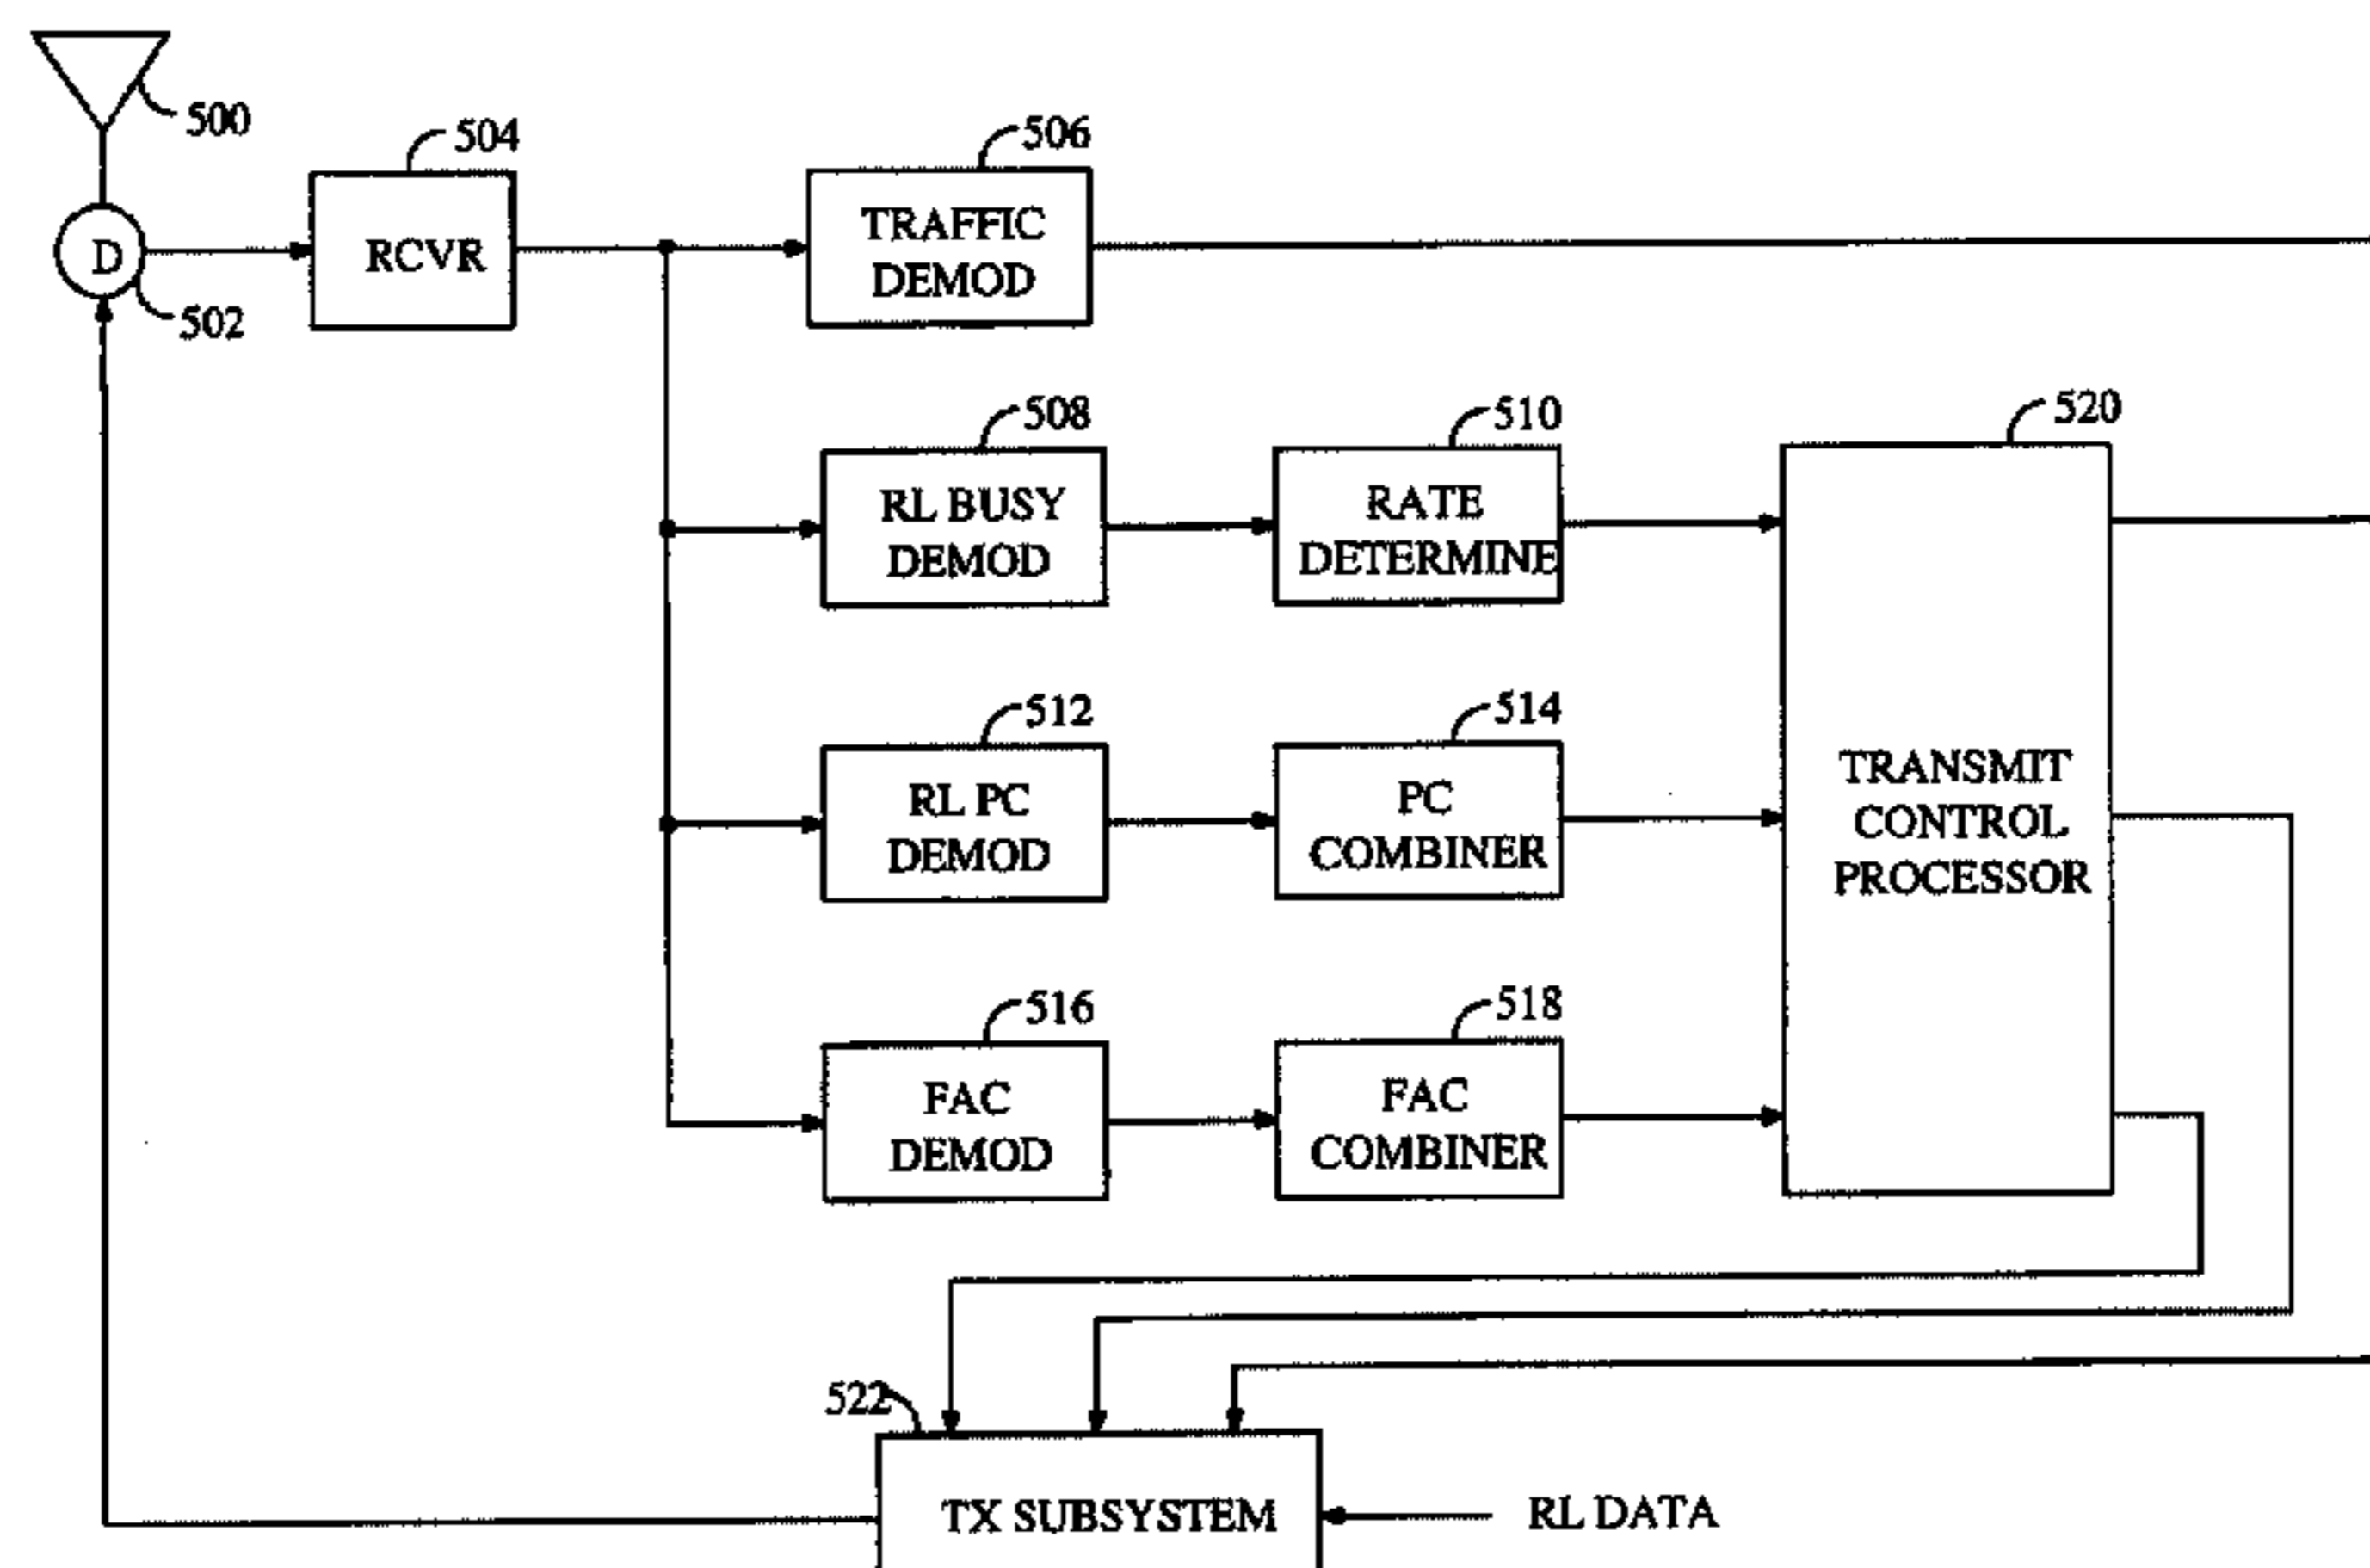 500
504
506
RCVR
TRAFFIC
DEMOD
D
502
508
510
520
RL BUSY
DEMOD
RATE
DETERMINE
512
514
RL PC
DEMOD
PC
COMBINER
TRANSMIT
CONTROL
PROCESSOR
516
518
FAC
DEMOD
FAC
COMBINER
522
TX SUBSYSTEM
RL DATA